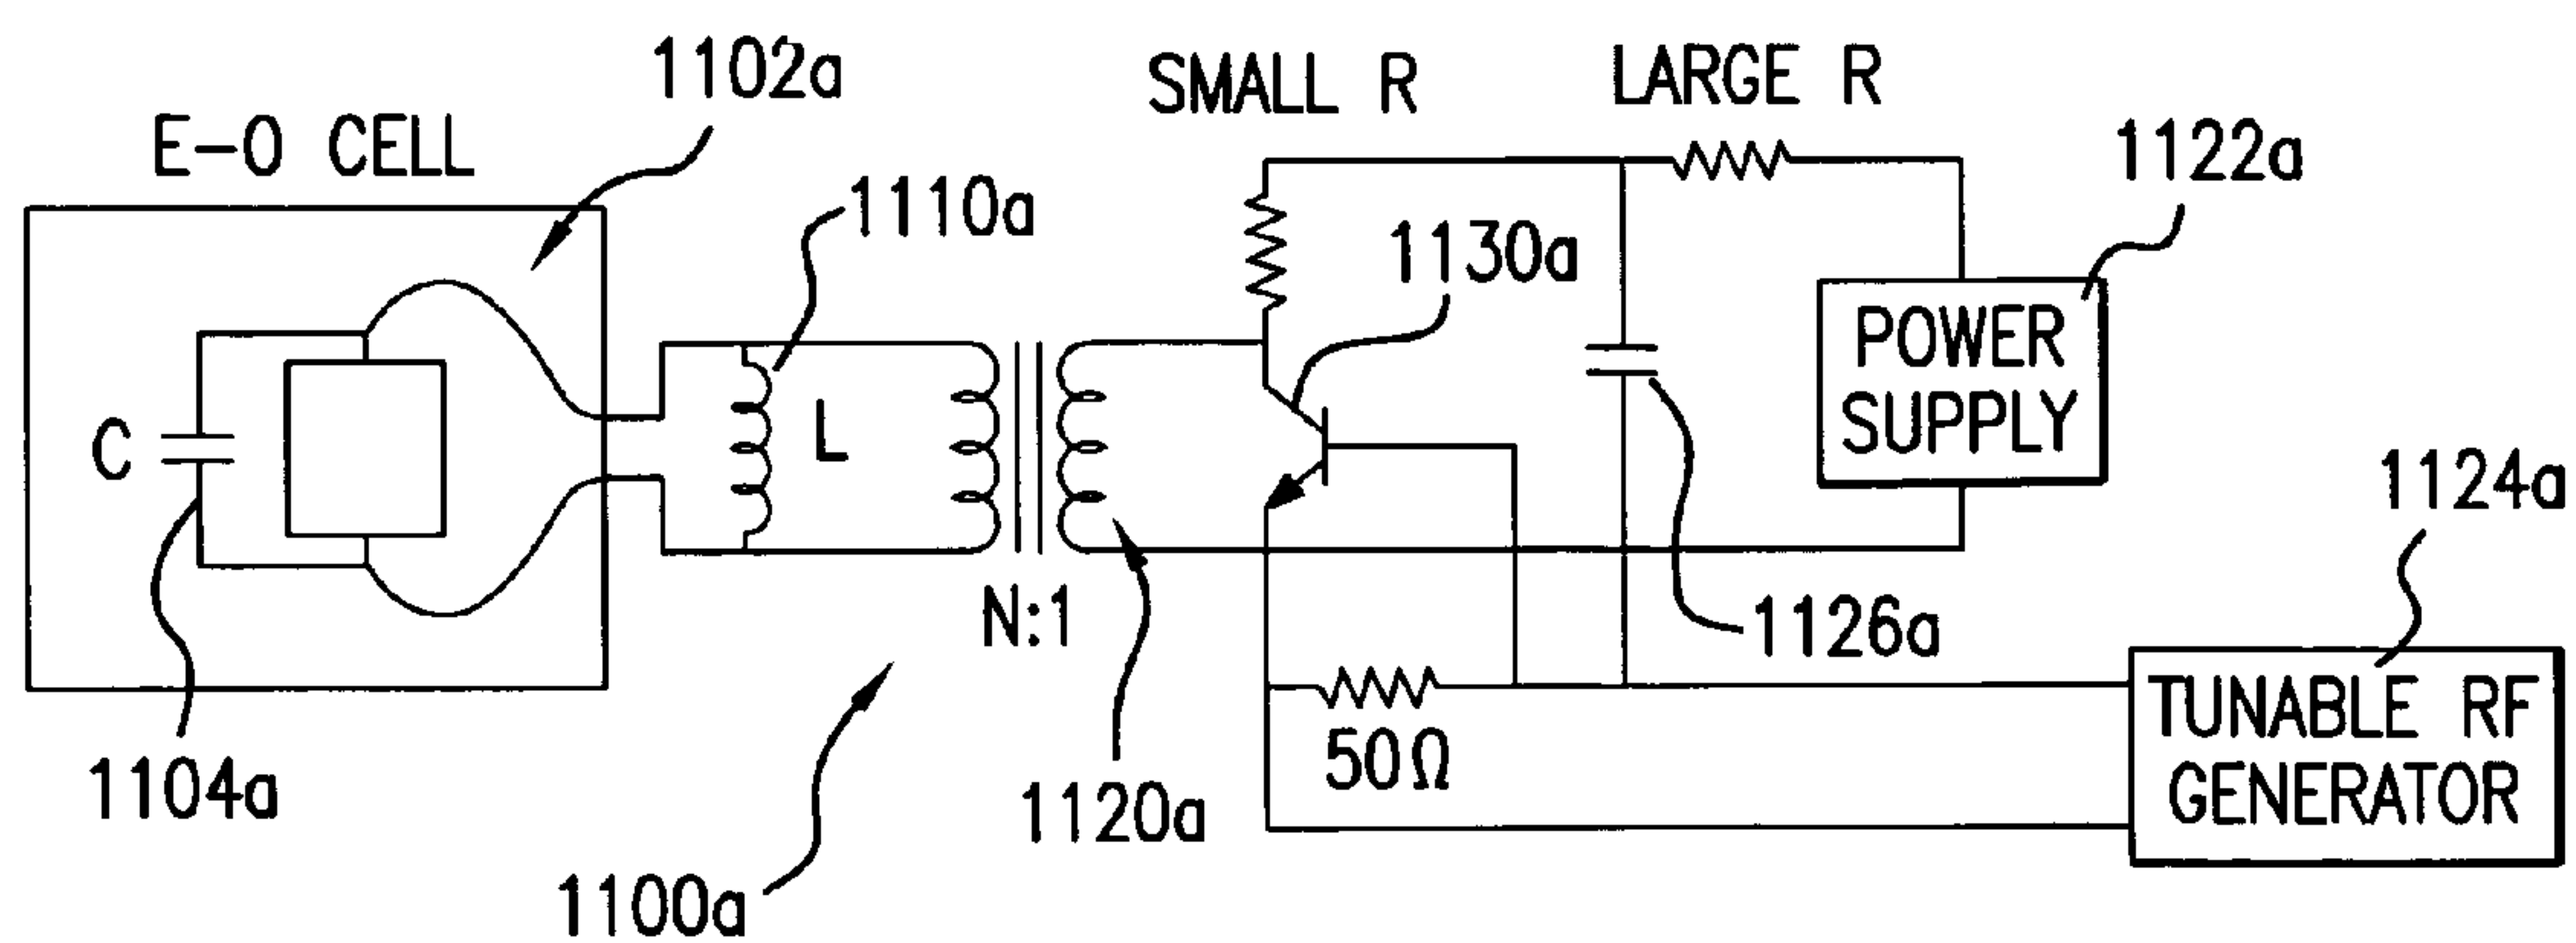 1102a
SMALL R
LARGE R
E-O CELL
1122a
1110a
1130a
POWER
SUPPLY
C
L
1124a
N:1
1126a
TUNABLE RF
GENERATOR
50Ω
1104a
1120a
1100a